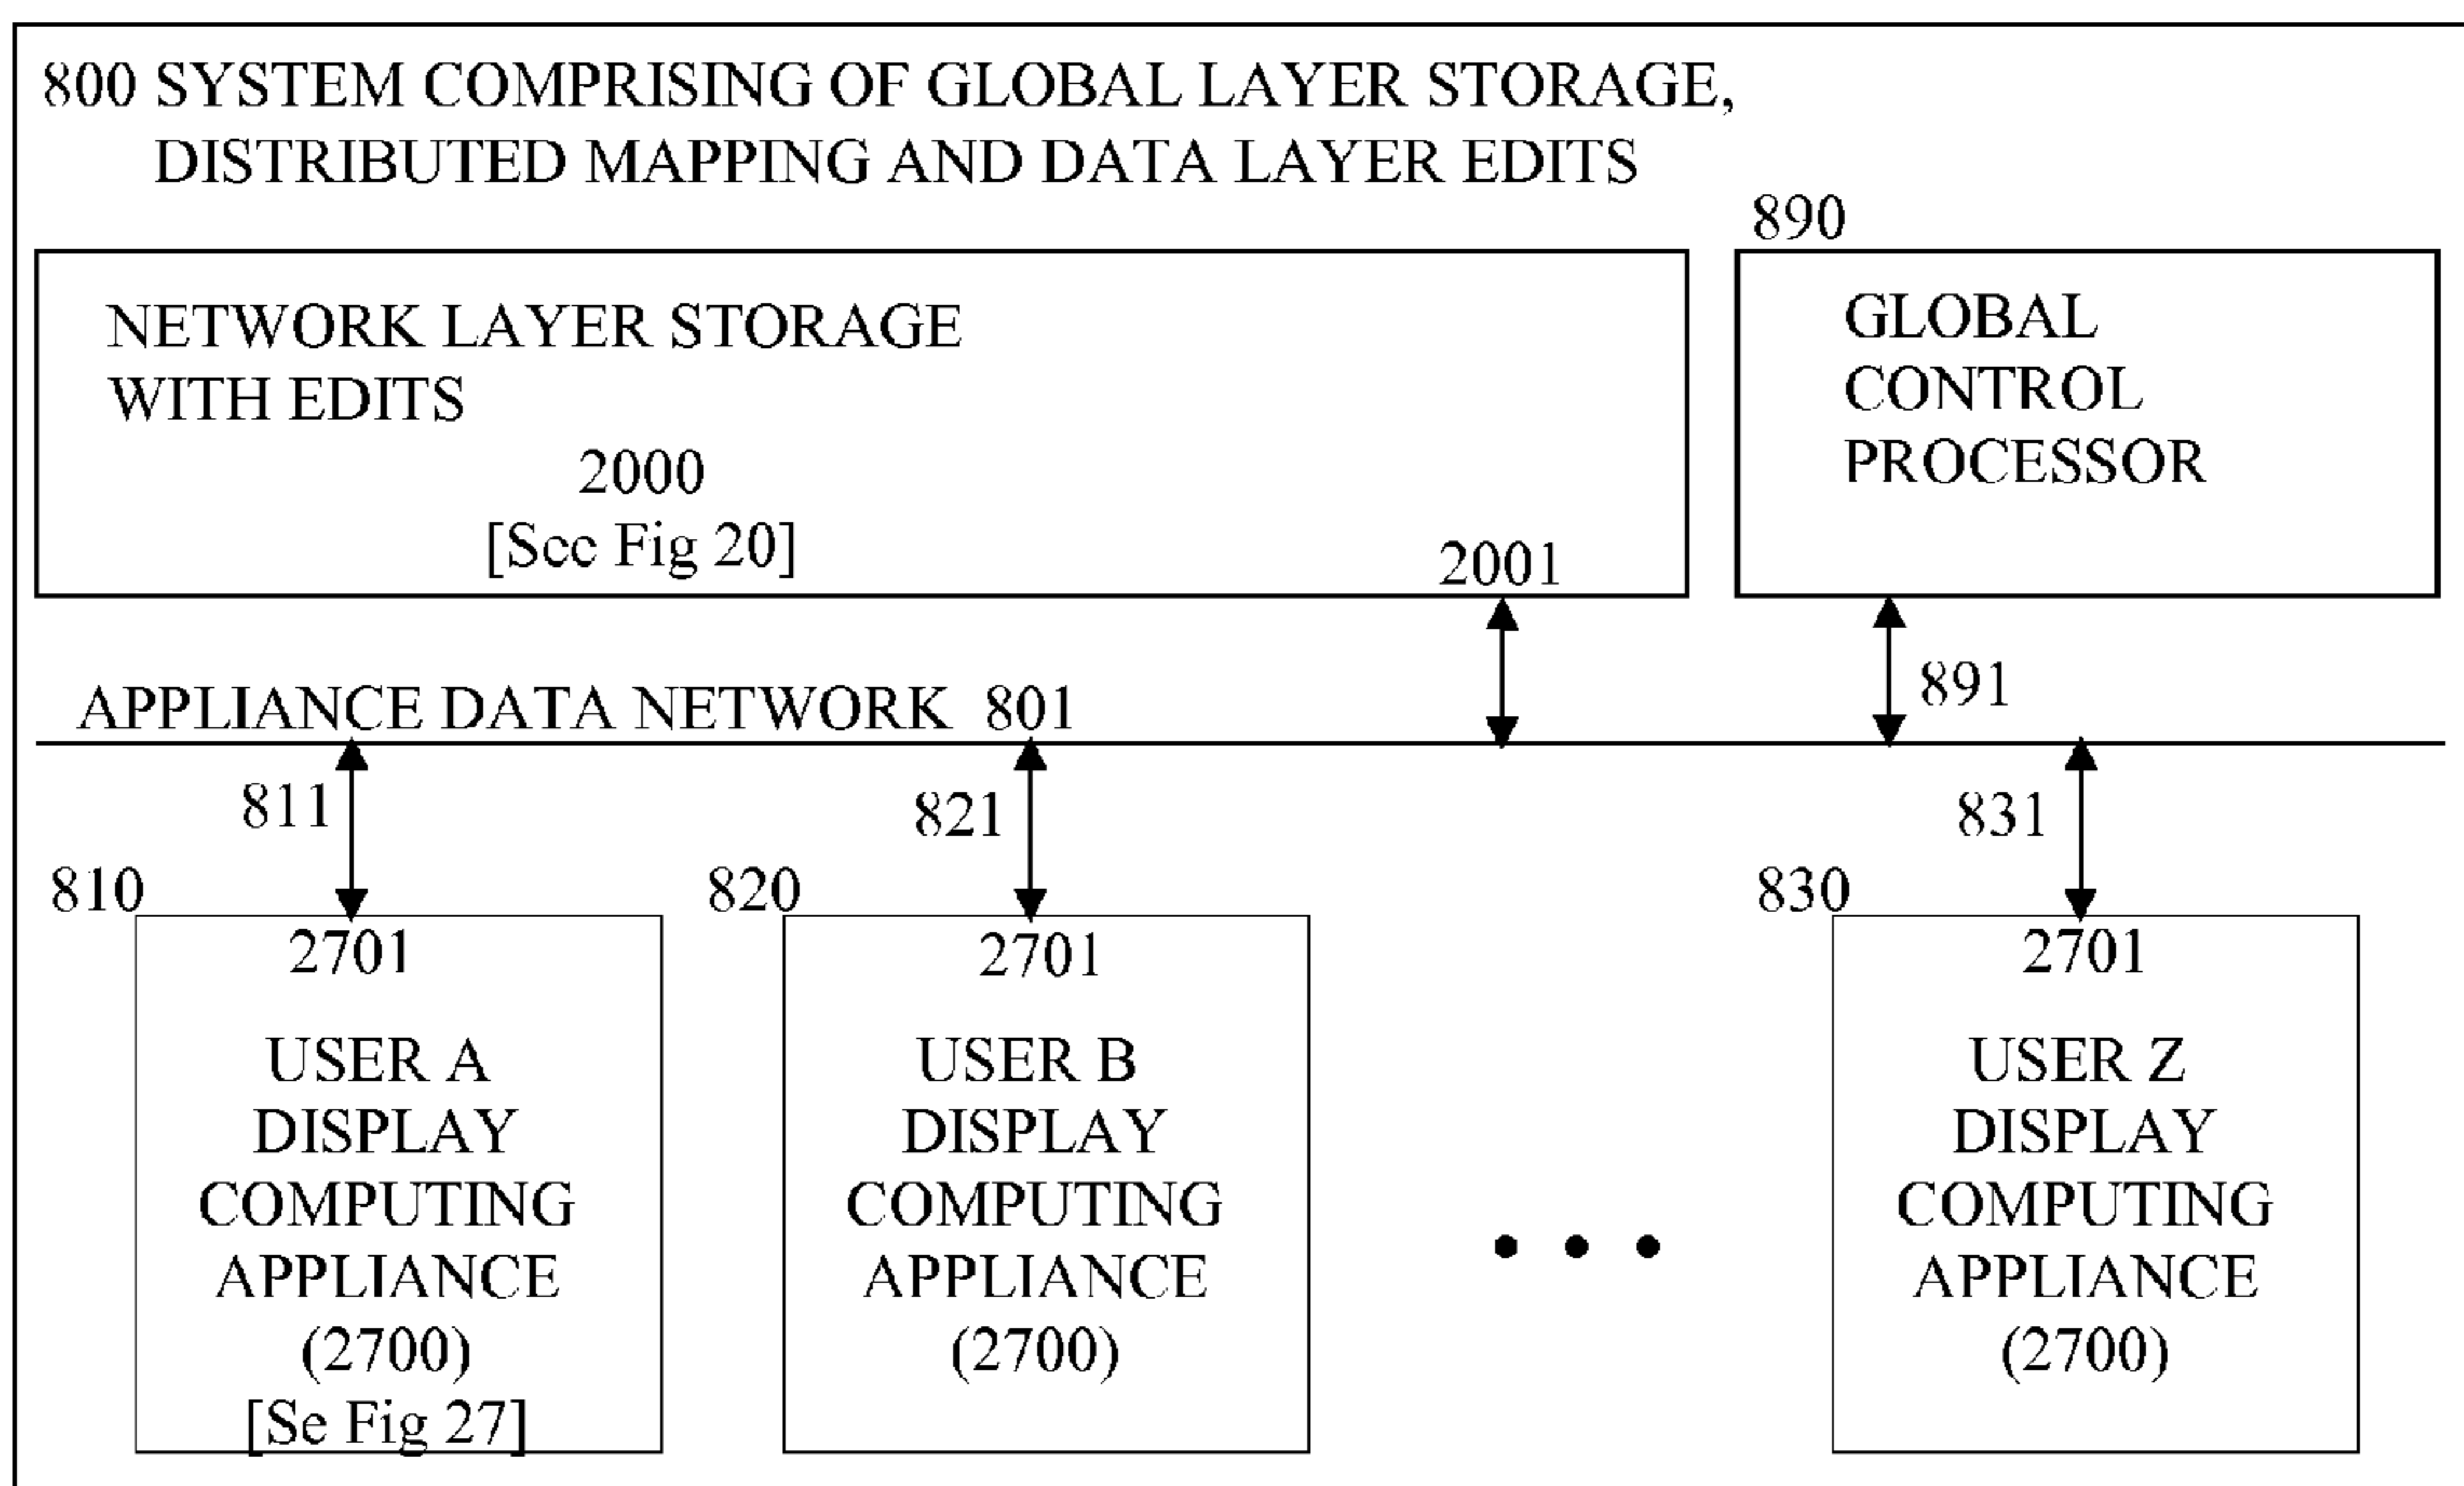 800 SYSTEM COMPRISING OF GLOBAL LAYER STORAGE,
DISTRIBUTED MAPPING AND DATA LAYER EDITS
890
NETWORK LAYER STORAGE
WITH EDITS
2000
[See Fig 20]
2001
GLOBAL
CONTROL
PROCESSOR
891
APPLIANCE DATA NETWORK 801
811
821
831
810
2701
USER A
DISPLAY
COMPUTING
APPLIANCE
(2700)
[Se Fig 27]
820
2701
USER B
DISPLAY
COMPUTING
APPLIANCE
(2700)
• • •
830
2701
USER Z
DISPLAY
COMPUTING
APPLIANCE
(2700)